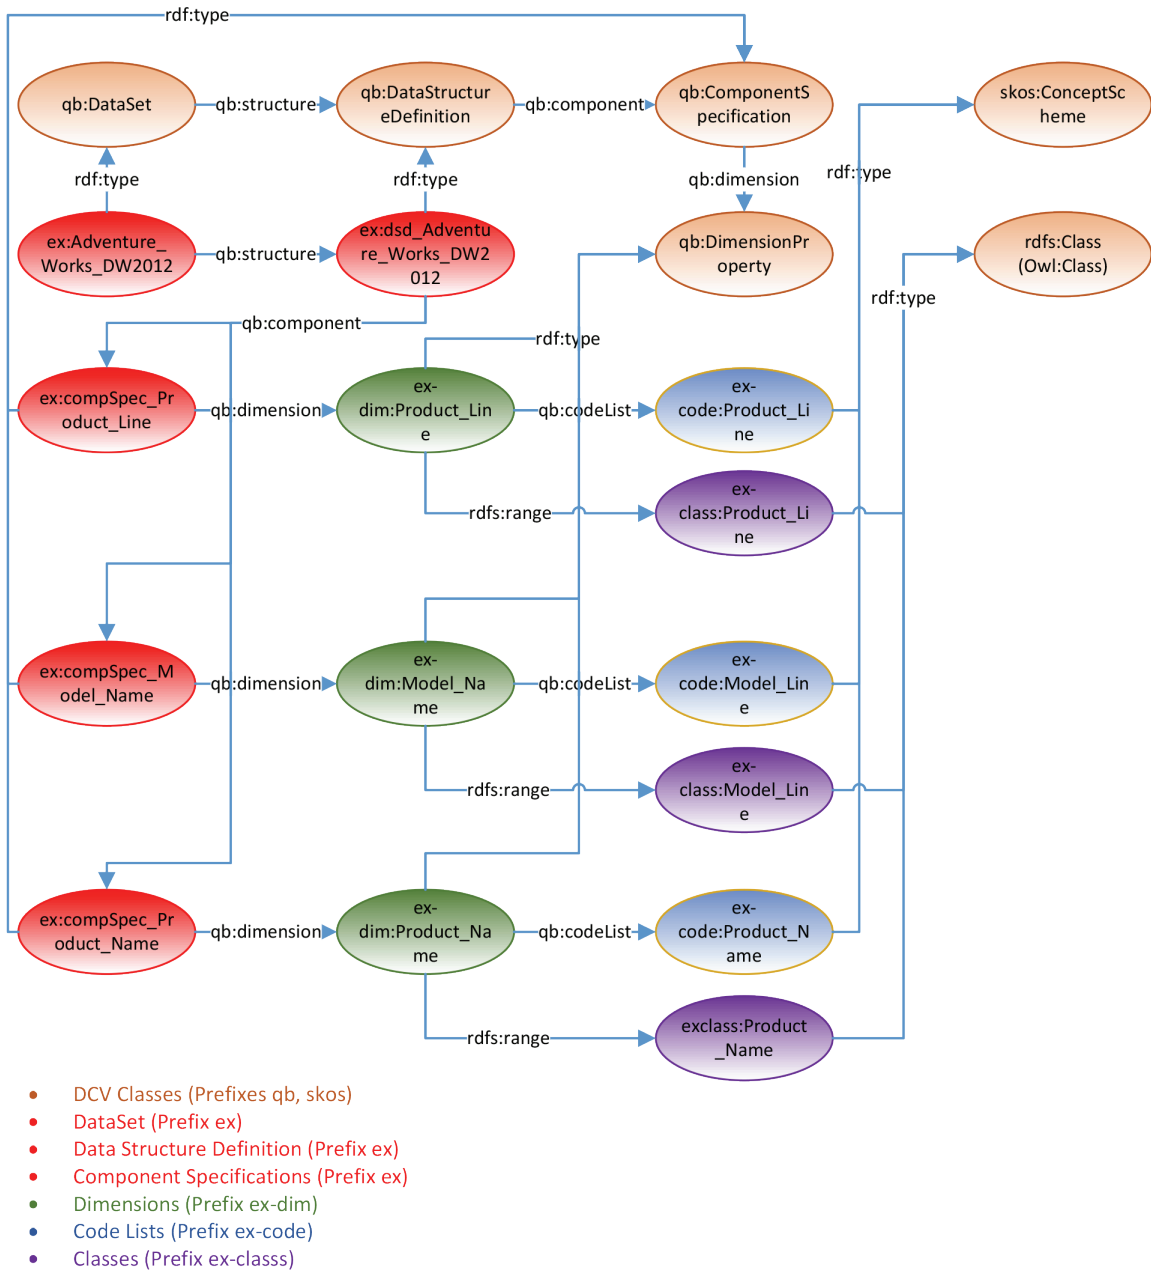 rdf:type
qb:DataSet
qb:structure
qb:DataStructur
eDefinition
qb:component
qb:ComponentS
pecification
skos:ConceptSc
heme
rdf:type
rdf:type
qb:dimension
rdf:type
ex:Adventure_
Works_DW2012
qb:structure
ex:dsd_Adventu
re_Works_DW2
012
qb:DimensionPr
operty
rdfs:Class
(Owl:Class)
rdf:type
qb:component
rdf:type
ex:compSpec_Pr
oduct_Line
qb:dimension
ex-
dim:Product_Lin
e
qb:codeList
ex-
code:Product_Li
ne
rdfs:range
ex-
class:Product_Li
ne
ex:compSpec_M
odel_Name
qb:dimension
ex-
dim:Model_Na
me
qb:codeList
ex-
code:Model_Lin
e
rdfs:range
ex-
class:Model_Lin
e
ex:compSpec_Pr
oduct_Name
qb:dimension
ex-
dim:Product_Na
me
qb:codeList
ex-
code:Product_N
ame
rdfs:range
exclass:Product
_Name
• DCV Classes (Prefixes qb, skos)
• DataSet (Prefix ex)
• Data Structure Definition (Prefix ex)
• Component Specifications (Prefix ex)
• Dimensions (Prefix ex-dim)
• Code Lists (Prefix ex-code)
• Classes (Prefix ex-classs)